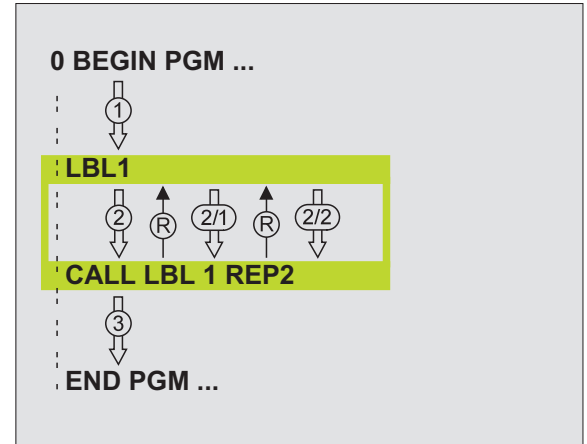 0 BEGIN PGM ...
1
LBL1
2 R 2/1 R 2/2
CALL LBL 1 REP2
3
END PGM ...